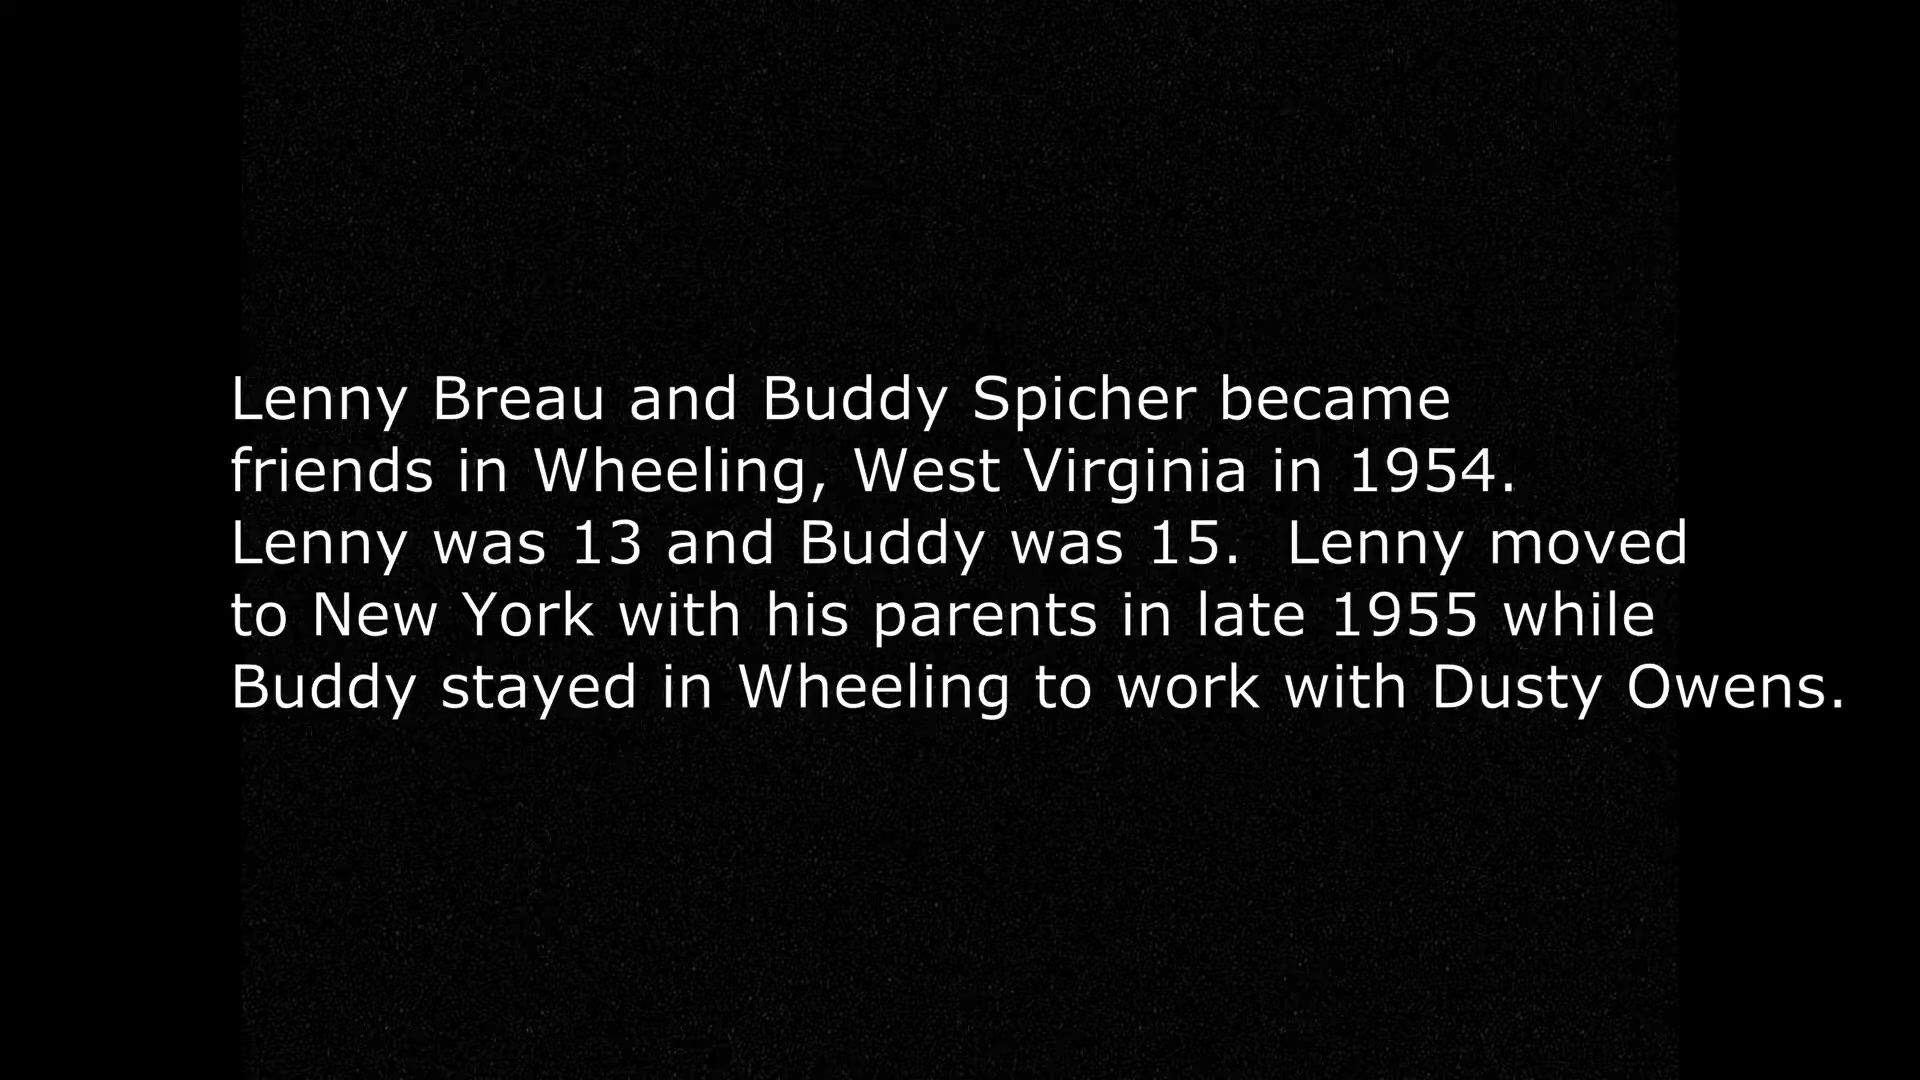 Lenny Breau and Buddy Spicher became
friends in Wheeling, West Virginia in 1954.
Lenny was 13 and Buddy was 15.  Lenny moved
to New York with his parents in late 1955 while
Buddy stayed in Wheeling to work with Dusty Owens.